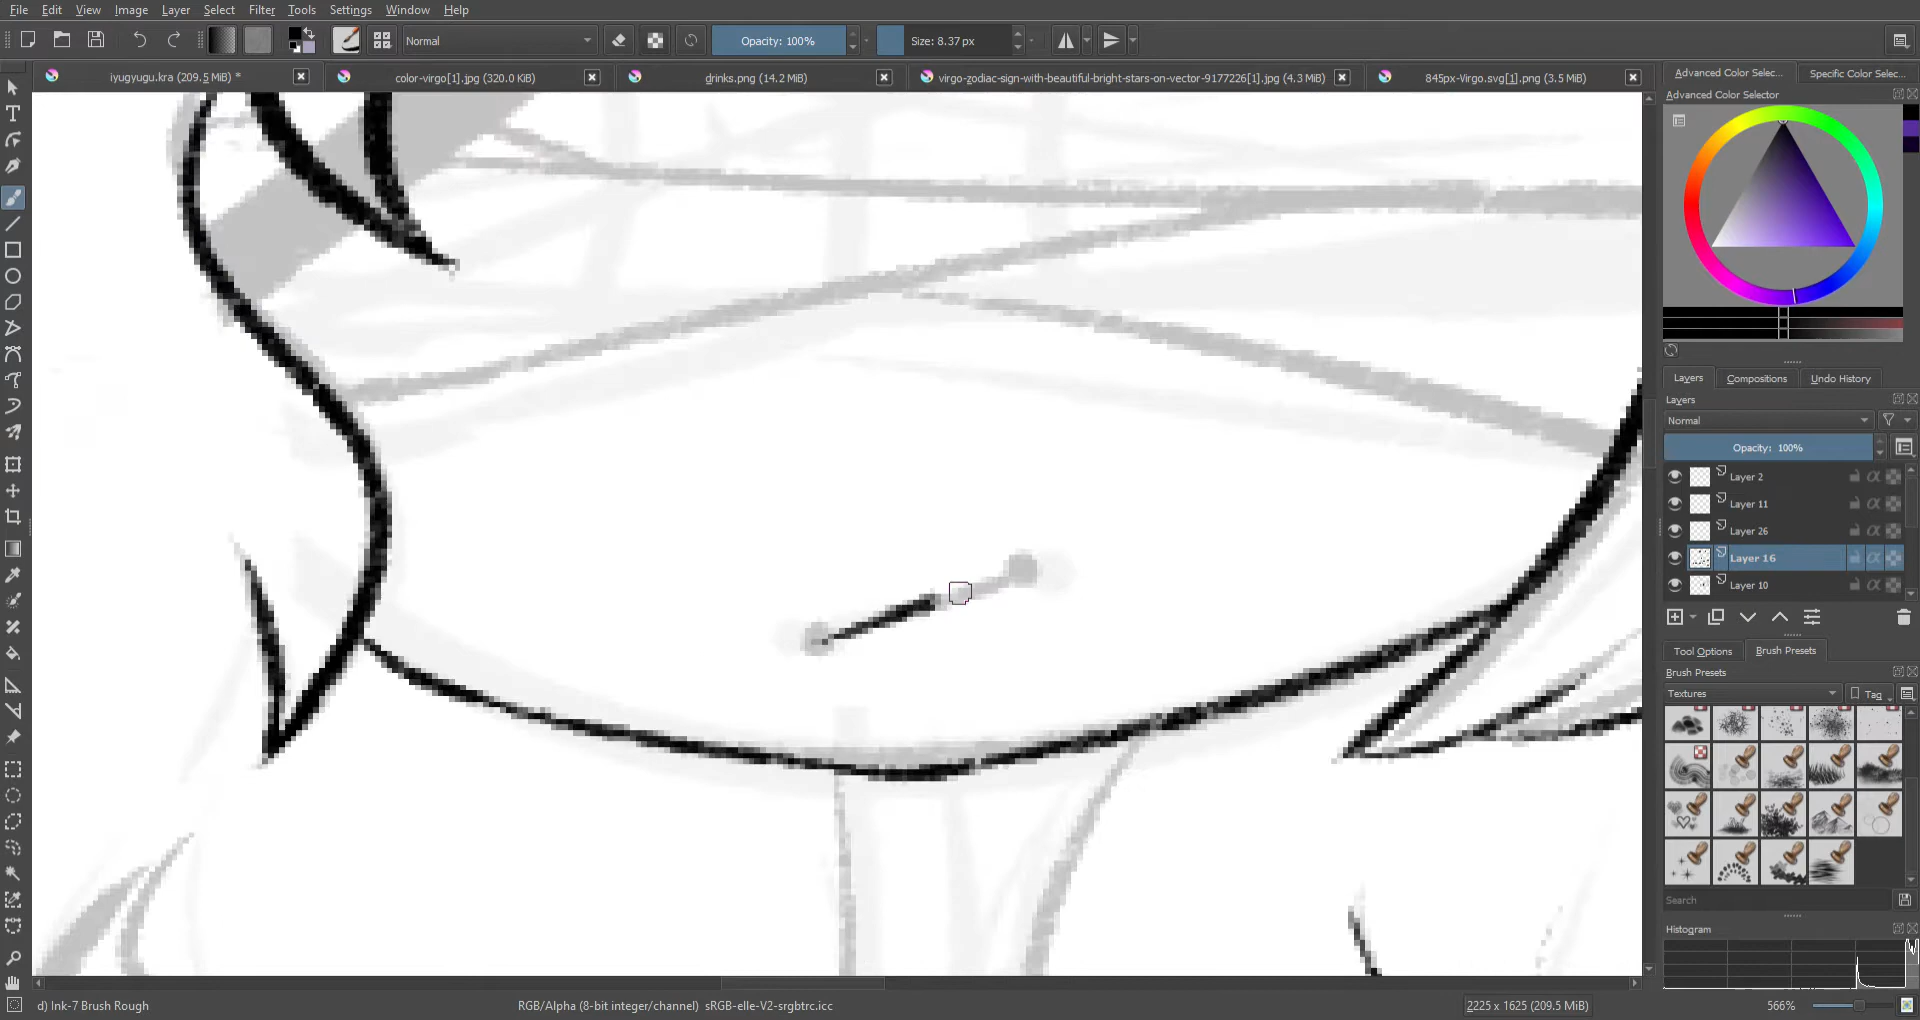 File Edit View Image Layer Select Filter Tools Settings Window Help
Normal Opacity: 100% Size: 8.37 px
iyugyugu.kra (209.5 MiB) * color-virgo[1].jpg (320.0 KiB) drinks.png (14.2 MiB) virgo-zodiac-sign-with-beautiful-bright-stars-on-vector-9177226[1].jpg (4.3 MiB) 845px-Virgo.svg[1].png (3.5 MiB)
Advanced Color Selec... Specific Color Selec...
Advanced Color Selector
Layers Compositions Undo History
Layers
Normal
Opacity: 100%
Layer 2
Layer 11
Layer 26
Layer 16
Layer 10
Tool Options Brush Presets
Brush Presets
Textures Tag
Search
Histogram
d) Ink-7 Brush Rough RGB/Alpha (8-bit integer/channel) sRGB-elle-V2-srgbtrc.icc 2225 x 1625 (209.5 MiB) 566%